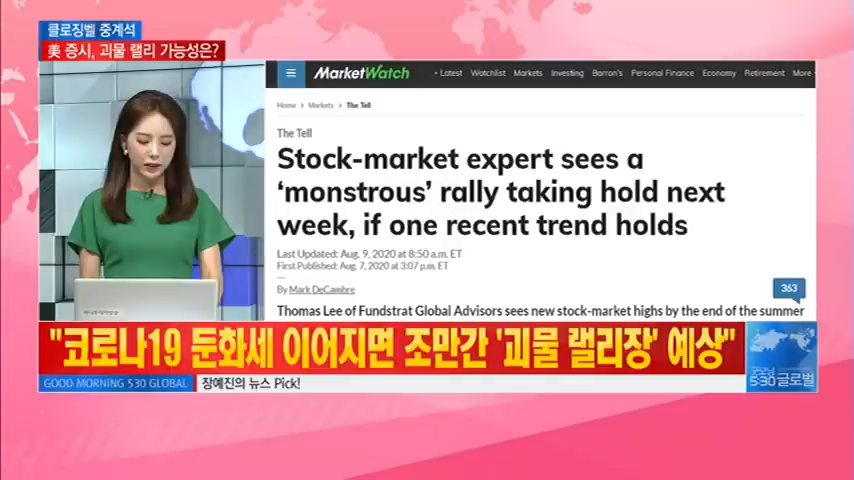 클로징벨 중계석
美 증시, 괴물 랠리 가능성은?
MarketWatch
• Latest Watchlist Markets Investing Barron's Personal Finance Economy Retirement More
Home > Markets > The Tell
The Tell
Stock-market expert sees a
‘monstrous’ rally taking hold next
week, if one recent trend holds
Last Updated: Aug. 9, 2020 at 8:50 a.m. ET
First Published: Aug. 7, 2020 at 3:07 p.m. ET
By Mark DeCambre
363
Thomas Lee of Fundstrat Global Advisors sees new stock-market highs by the end of the summer
"코로나19 둔화세 이어지면 조만간 '괴물 랠리장' 예상"
GOOD MORNING 530 GLOBAL
장예진의 뉴스 Pick!
굿모닝
5:30 글로벌